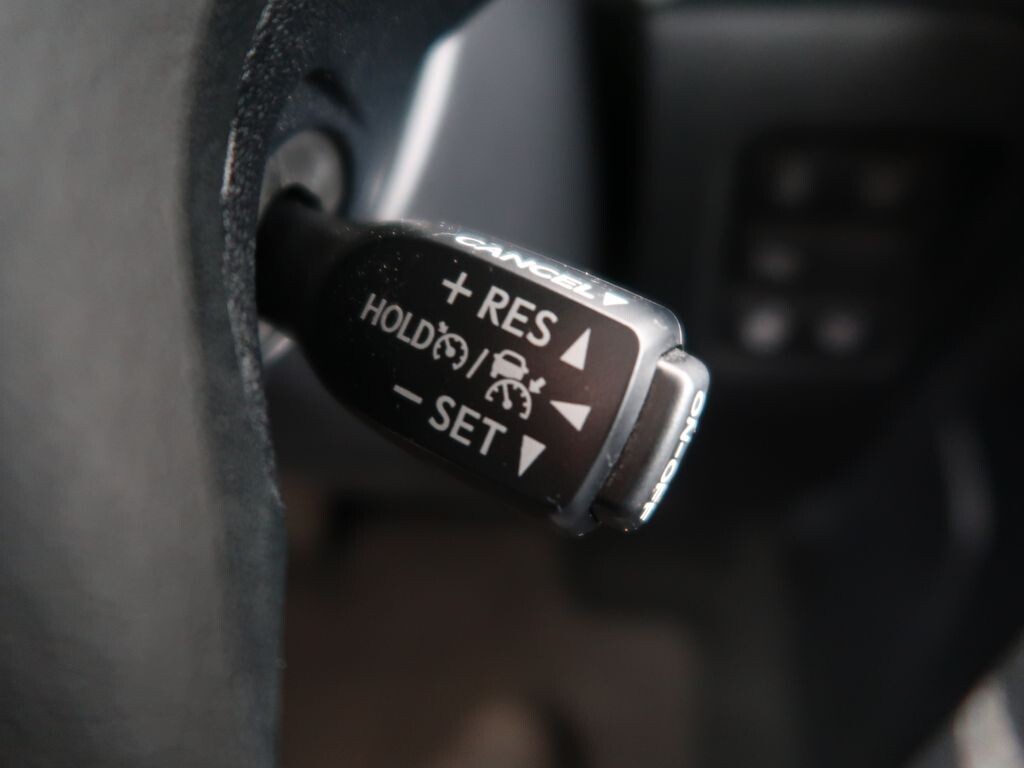 CANCEL ▼
+ RES ▲
HOLD / ◀
− SET ▼
ON-OFF